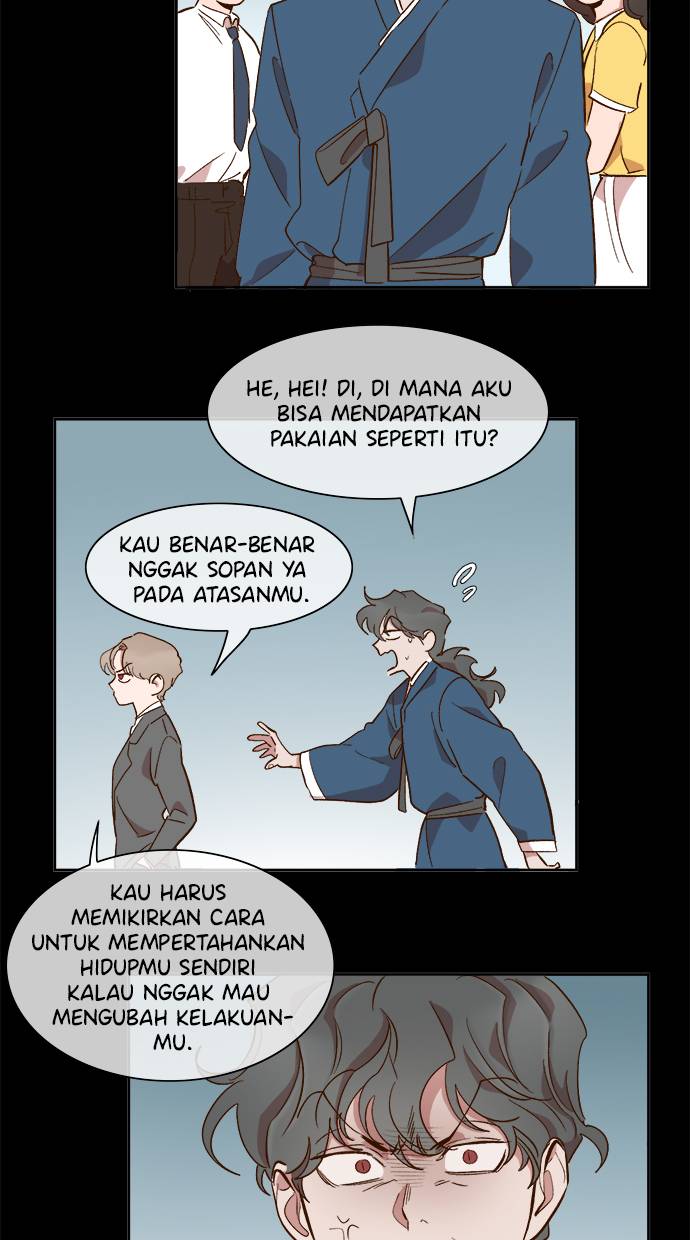 HE, HEI! DI, DI MANA AKU
BISA MENDAPATKAN
PAKAIAN SEPERTI ITU?
KAU BENAR-BENAR
NGGAK SOPAN YA
PADA ATASANMU.
KAU HARUS
MEMIKIRKAN CARA
UNTUK MEMPERTAHANKAN
HIDUPMU SENDIRI
KALAU NGGAK MAU
MENGUBAH KELAKUAN-
MU.